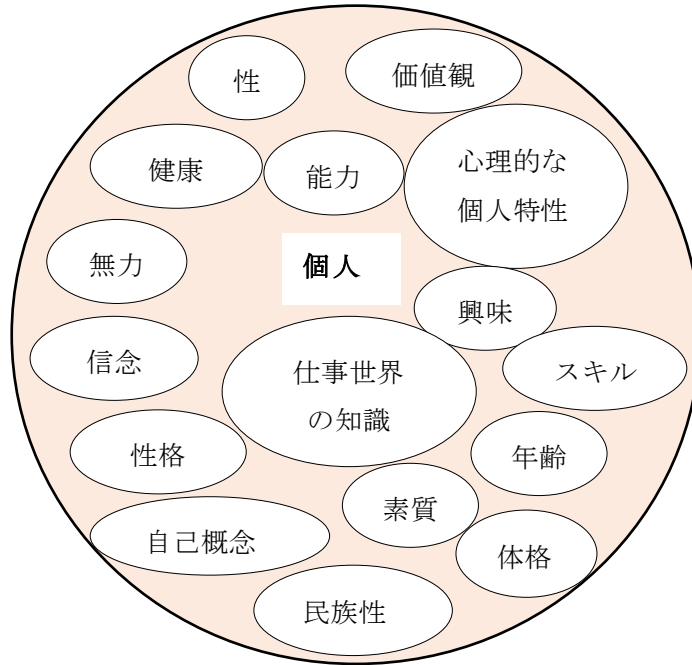 性
価値観
健康
能力
心理的な
個人特性
無力
個人
興味
信念
仕事世界
の知識
スキル
性格
年齢
素質
自己概念
体格
民族性